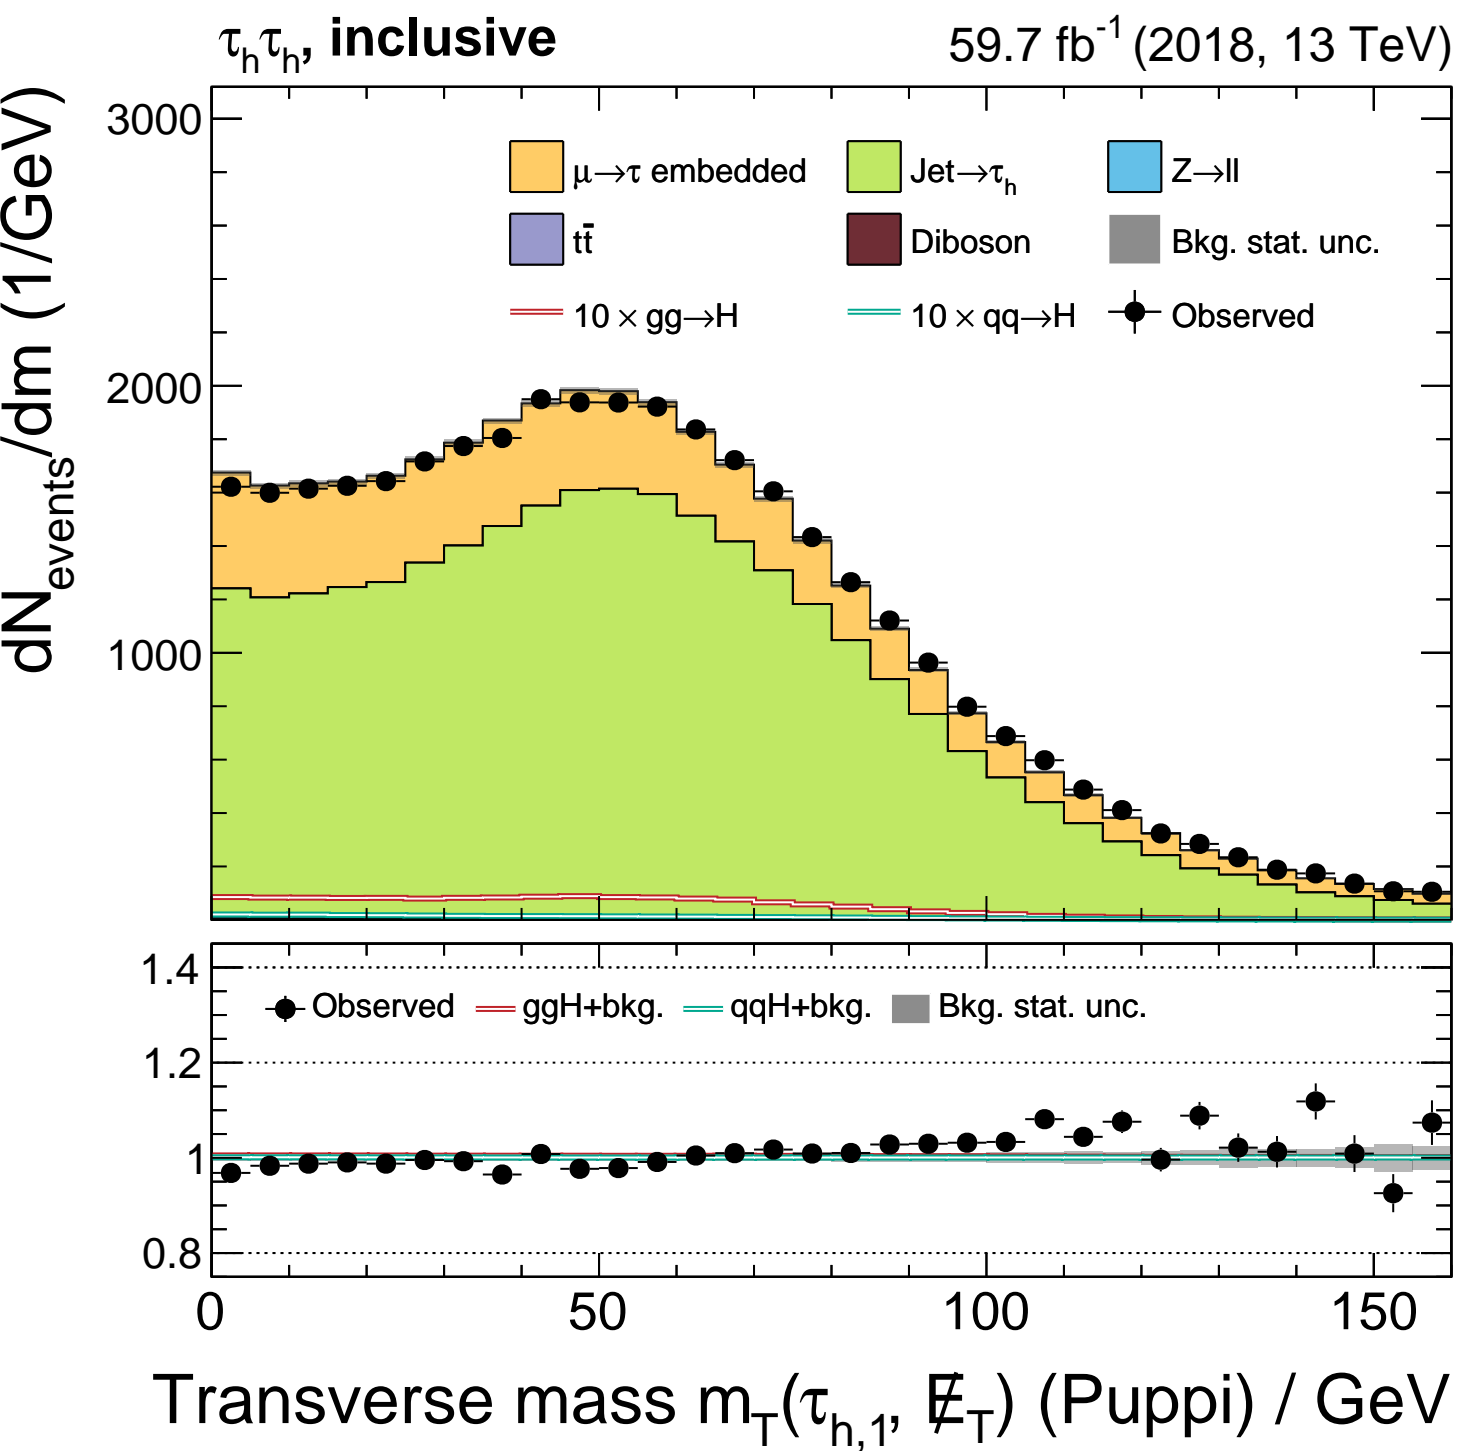 τhτh, inclusive 59.7 fb-1 (2018, 13 TeV)
dNevents/dm (1/GeV)
3000
2000
1000
μ→τ embedded Jet→τh Z→ll
tt̄ Diboson Bkg. stat. unc.
10 × gg→H 10 × qq→H Observed
1.4
1.2
1
0.8
Observed ggH+bkg. qqH+bkg. Bkg. stat. unc.
0 50 100 150
Transverse mass mT(τh,1, E̸T) (Puppi) / GeV